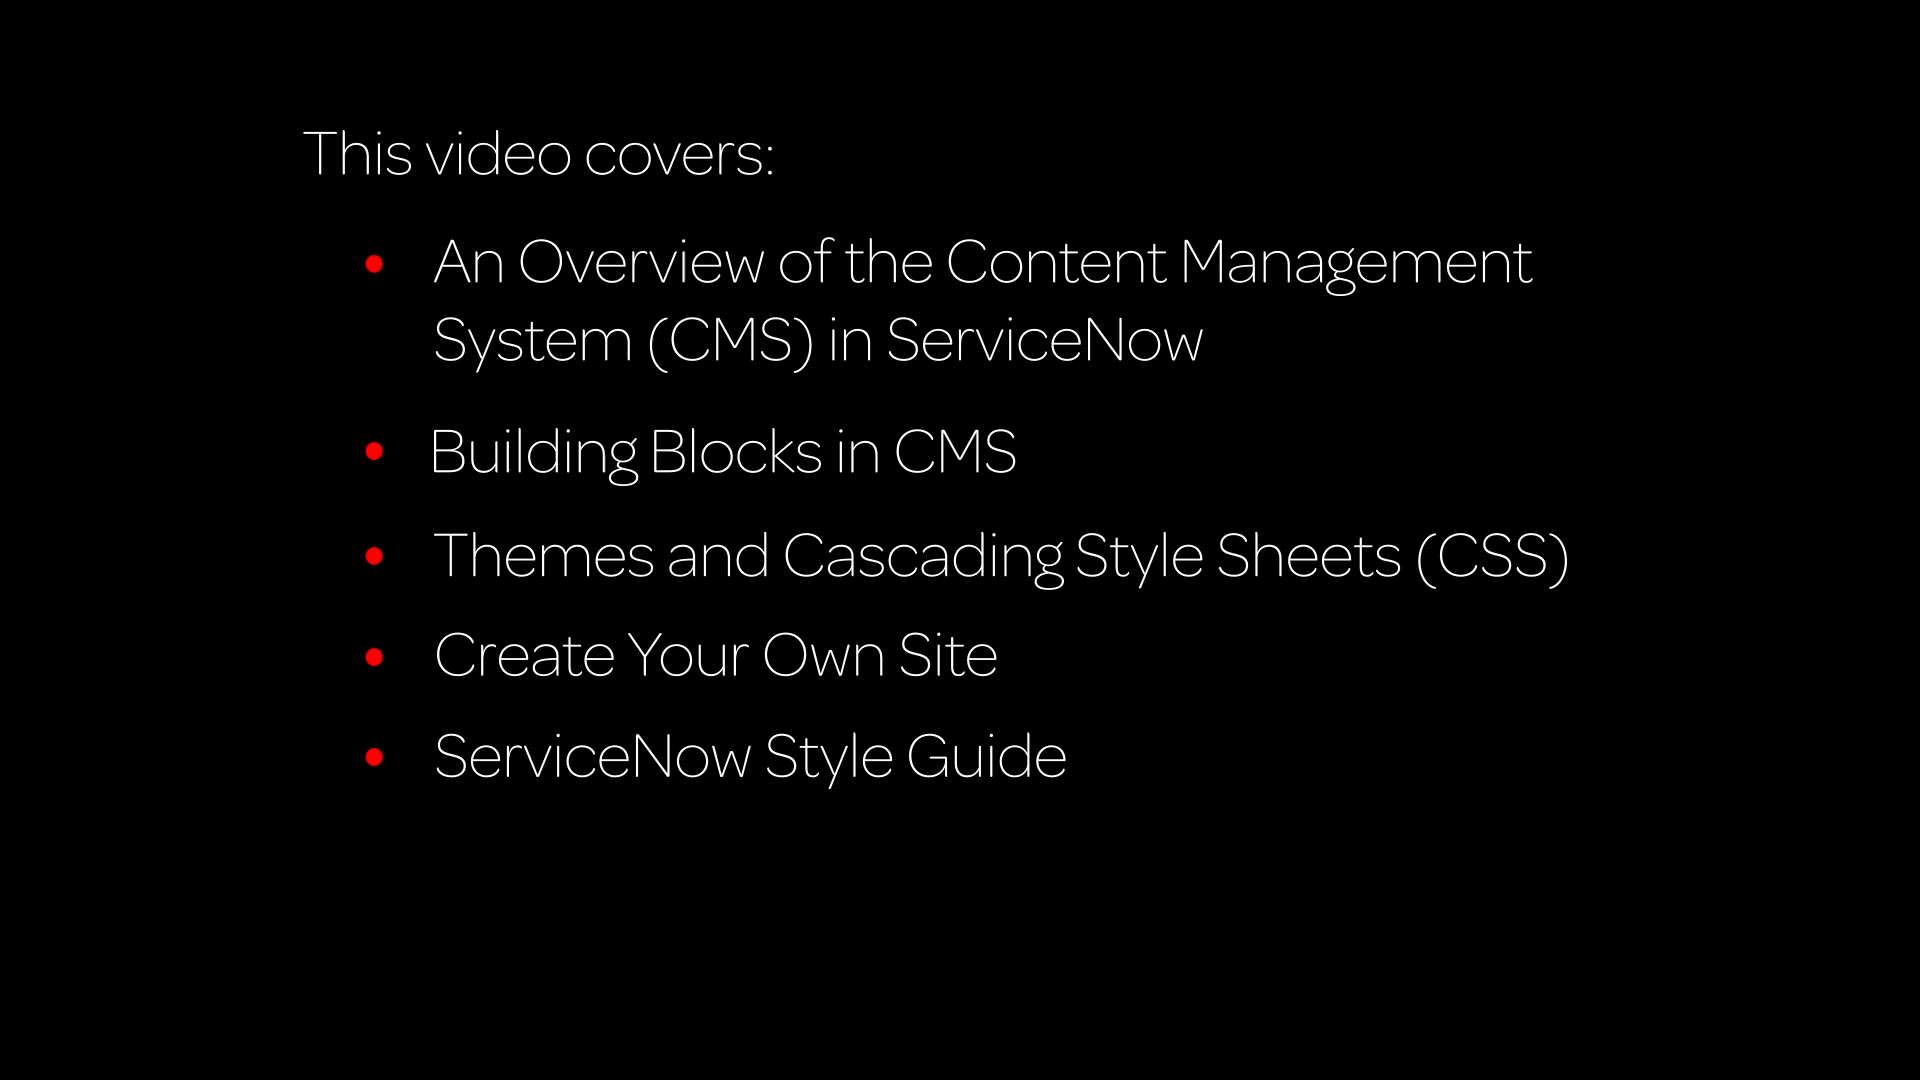 This video covers:
• An Overview of the Content Management
System (CMS) in ServiceNow
• Building Blocks in CMS
• Themes and Cascading Style Sheets (CSS)
• Create Your Own Site
• ServiceNow Style Guide